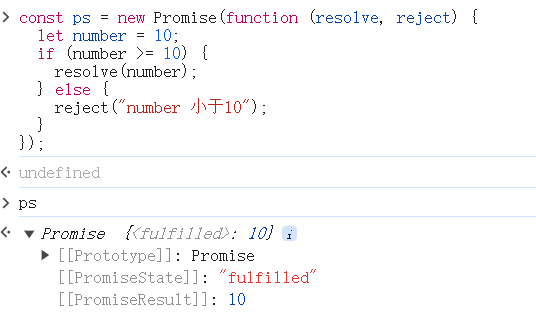 const ps = new Promise(function (resolve, reject) {
  let number = 10;
  if (number >= 10) {
    resolve(number);
  } else {
    reject("number 小于10");
  }
});
undefined
ps
Promise {<fulfilled>: 10} i
[[Prototype]]: Promise
[[PromiseState]]: "fulfilled"
[[PromiseResult]]: 10